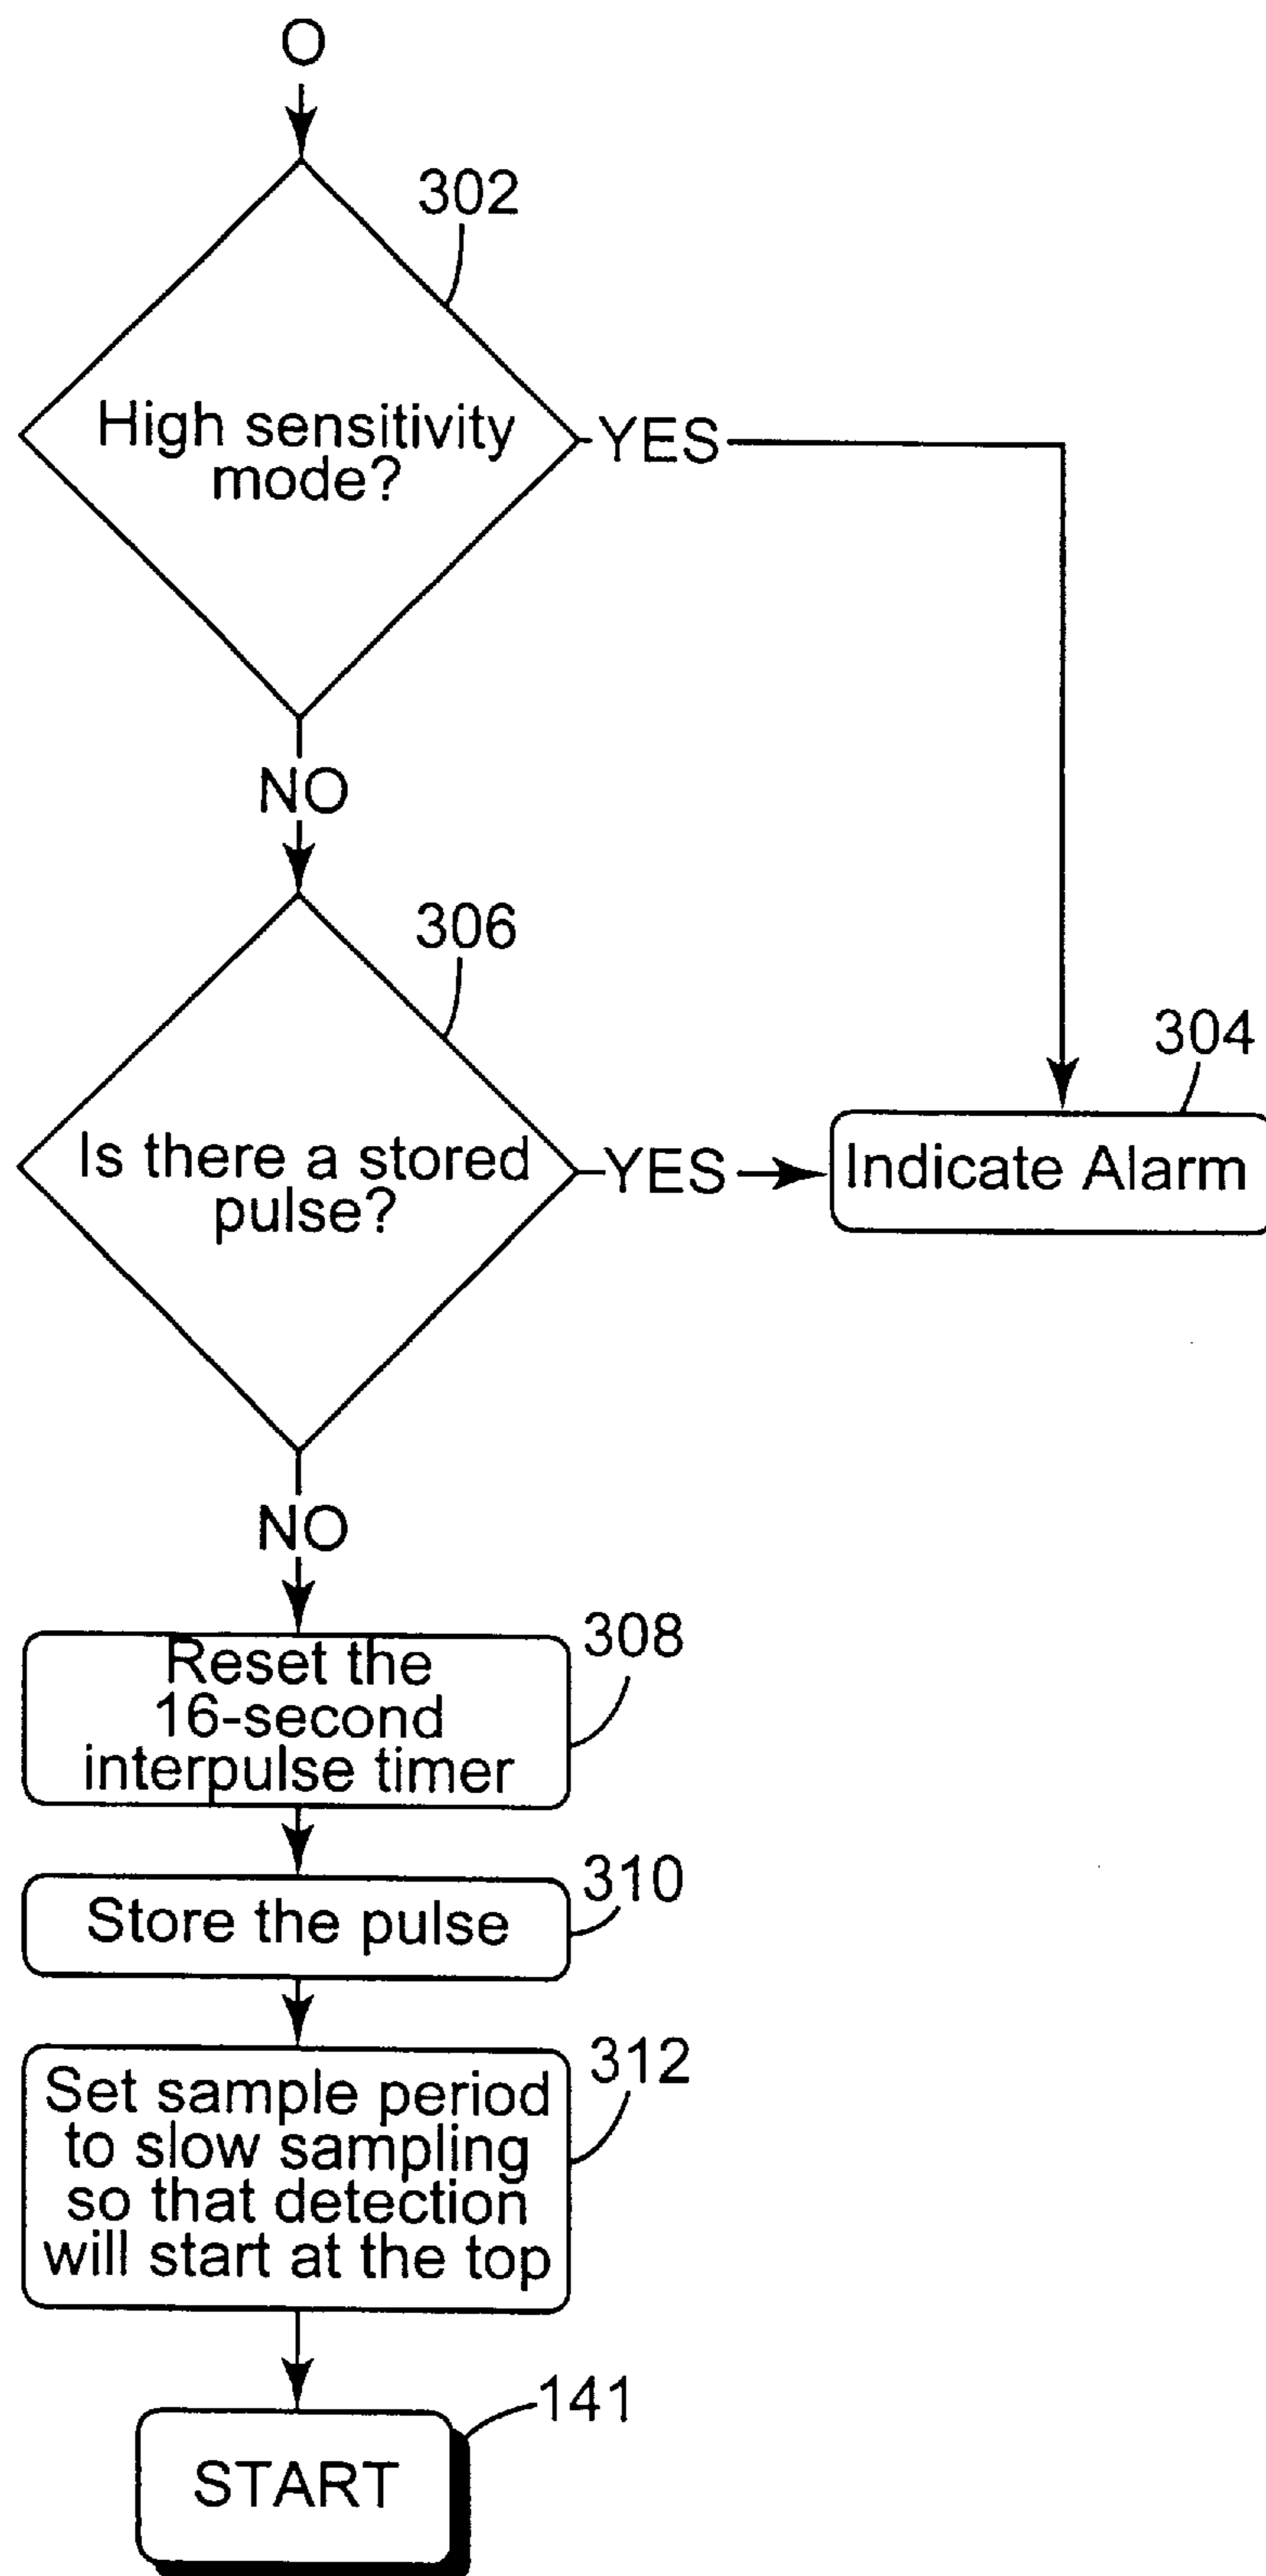 O
302
High sensitivity
mode?
YES
NO
306
304
Is there a stored
pulse?
YES
Indicate Alarm
NO
308
Reset the
16-second
interpulse timer
310
Store the pulse
312
Set sample period
to slow sampling
so that detection
will start at the top
141
START